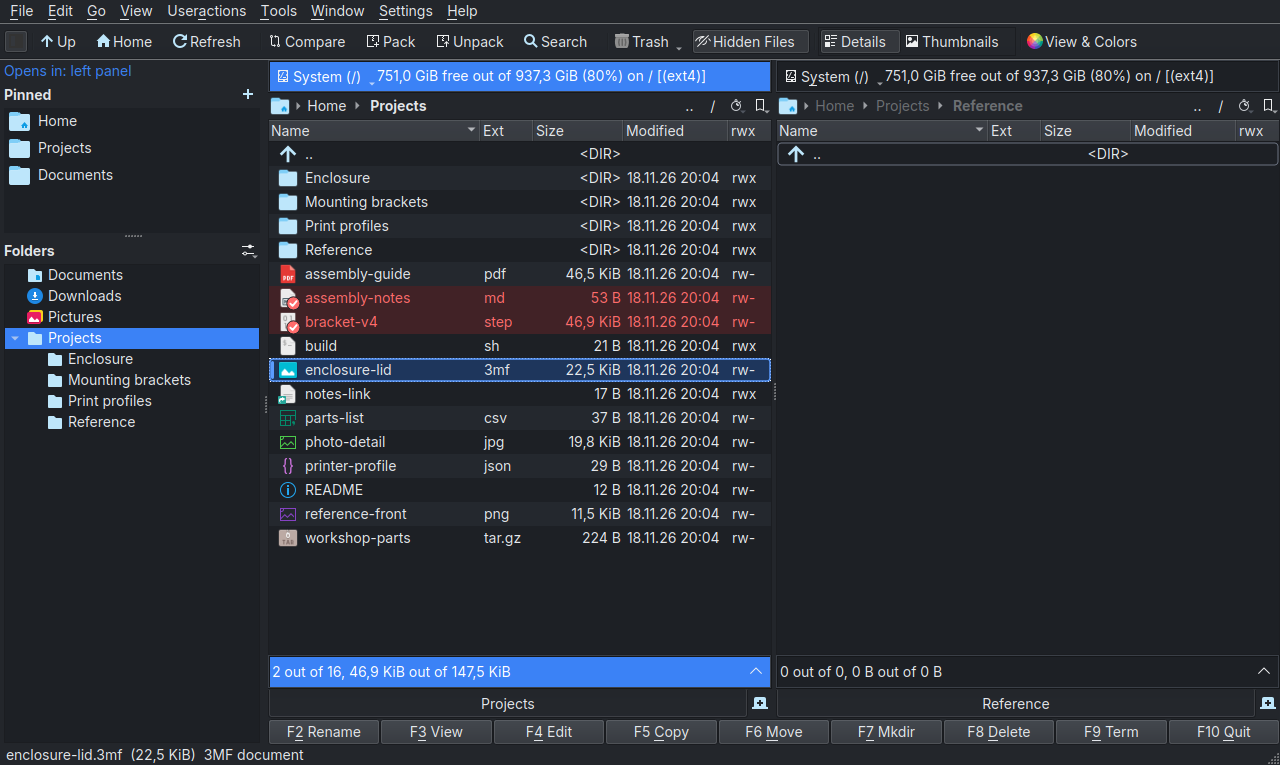 File Edit Go View Useractions Tools Window Settings Help
Up Home Refresh Compare Pack Unpack Search Trash Hidden Files Details Thumbnails View & Colors
Opens in: left panel
Pinned
Home
Projects
Documents
Folders
Documents
Downloads
Pictures
Projects
Enclosure
Mounting brackets
Print profiles
Reference
System (/) 751,0 GiB free out of 937,3 GiB (80%) on / [(ext4)]
Home Projects .. /
Name Ext Size Modified rwx
.. <DIR>
Enclosure <DIR> 18.11.26 20:04 rwx
Mounting brackets <DIR> 18.11.26 20:04 rwx
Print profiles <DIR> 18.11.26 20:04 rwx
Reference <DIR> 18.11.26 20:04 rwx
assembly-guide pdf 46,5 KiB 18.11.26 20:04 rw-
assembly-notes md 53 B 18.11.26 20:04 rw-
bracket-v4 step 46,9 KiB 18.11.26 20:04 rw-
build sh 21 B 18.11.26 20:04 rwx
enclosure-lid 3mf 22,5 KiB 18.11.26 20:04 rw-
notes-link 17 B 18.11.26 20:04 rwx
parts-list csv 37 B 18.11.26 20:04 rw-
photo-detail jpg 19,8 KiB 18.11.26 20:04 rw-
printer-profile json 29 B 18.11.26 20:04 rw-
README 12 B 18.11.26 20:04 rw-
reference-front png 11,5 KiB 18.11.26 20:04 rw-
workshop-parts tar.gz 224 B 18.11.26 20:04 rw-
2 out of 16, 46,9 KiB out of 147,5 KiB
Projects
System (/) 751,0 GiB free out of 937,3 GiB (80%) on / [(ext4)]
Home Projects Reference .. /
Name Ext Size Modified rwx
.. <DIR>
0 out of 0, 0 B out of 0 B
Reference
F2 Rename F3 View F4 Edit F5 Copy F6 Move F7 Mkdir F8 Delete F9 Term F10 Quit
enclosure-lid.3mf (22,5 KiB) 3MF document